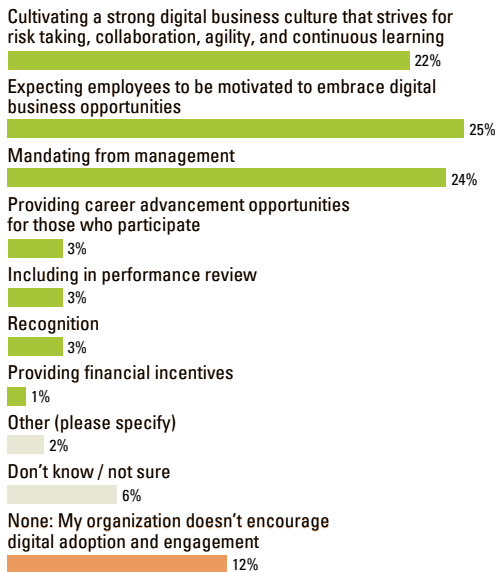 Cultivating a strong digital business culture that strives for
risk taking, collaboration, agility, and continuous learning
22%
Expecting employees to be motivated to embrace digital
business opportunities
25%
Mandating from management
24%
Providing career advancement opportunities
for those who participate
3%
Including in performance review
3%
Recognition
3%
Providing financial incentives
1%
Other (please specify)
2%
Don’t know / not sure
6%
None: My organization doesn’t encourage
digital adoption and engagement
12%